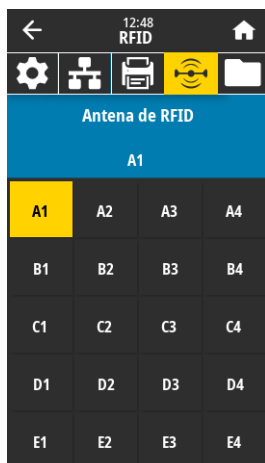 12:48
RFID
Antena de RFID
A1
A1 A2 A3 A4
B1 B2 B3 B4
C1 C2 C3 C4
D1 D2 D3 D4
E1 E2 E3 E4